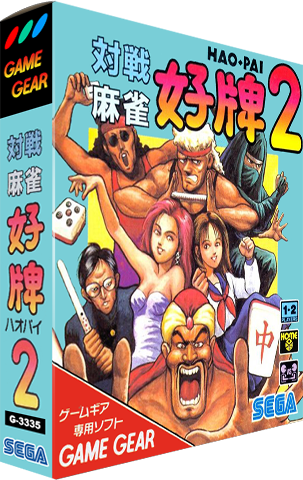 GAME
GEAR
対戦
麻雀
好
牌
ハオパイ
2
G-3335
SEGA
HAO•PAI
対戦
麻雀
好牌2
中
1-2
PLAYERS
HOME
ゲームギア
専用ソフト
GAME GEAR
SEGA